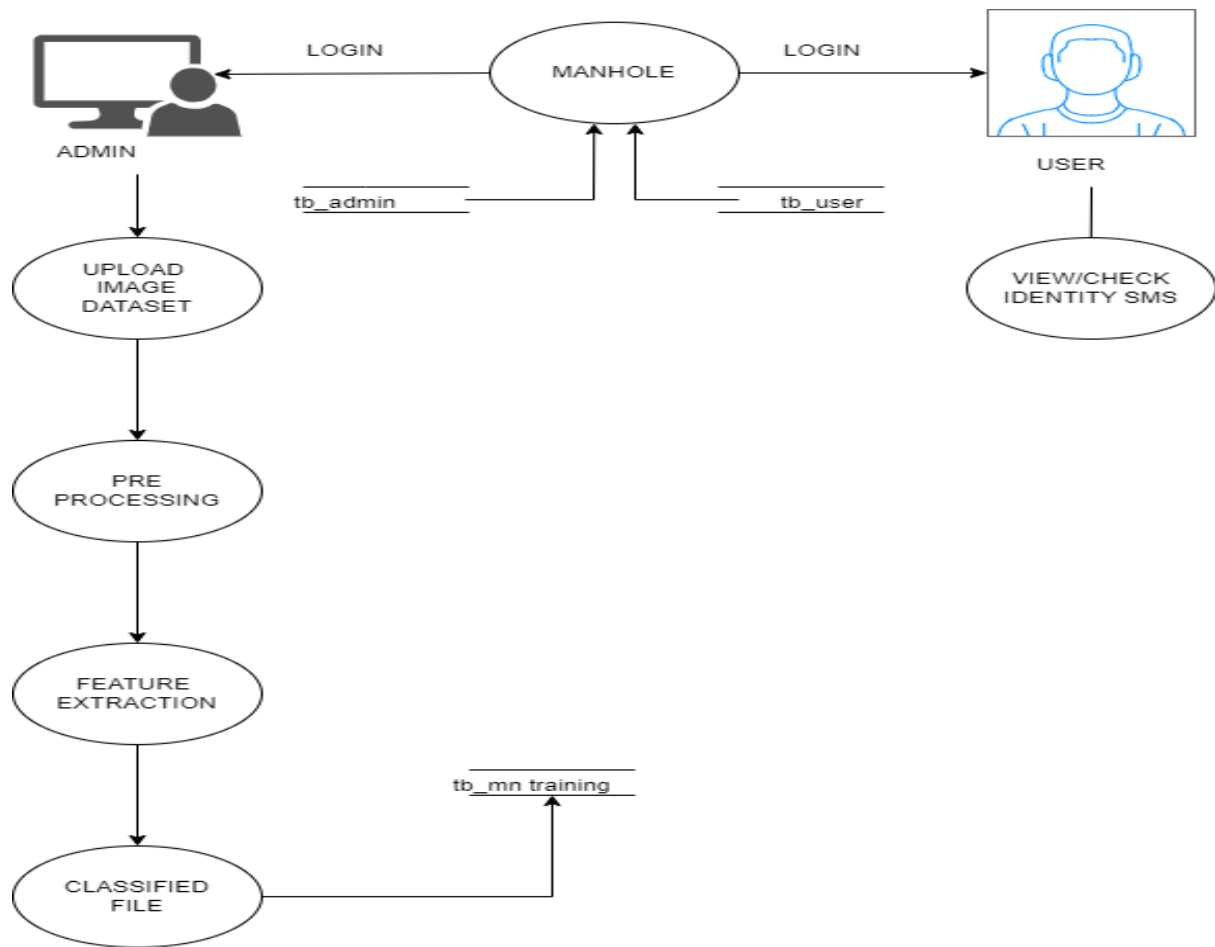 LOGIN
MANHOLE
LOGIN
ADMIN
USER
tb_admin
tb_user
UPLOAD
IMAGE
DATASET
VIEW/CHECK
IDENTITY SMS
PRE
PROCESSING
FEATURE
EXTRACTION
tb_mn training
CLASSIFIED
FILE